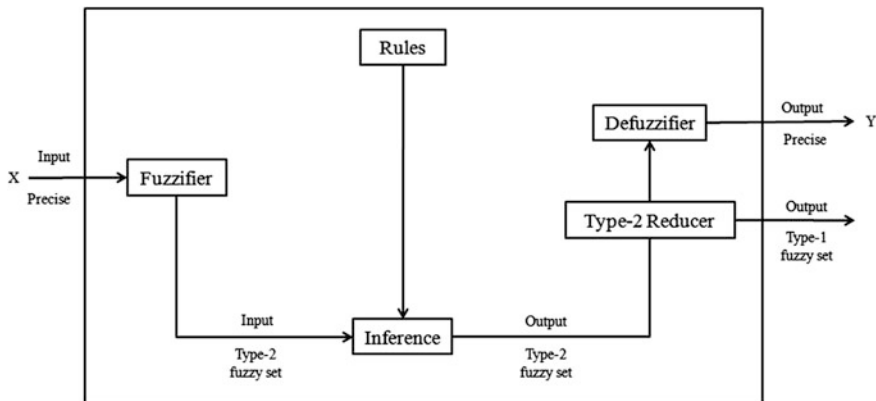 Rules
Output
Defuzzifier
Y
Precise
Input
X
Fuzzifier
Precise
Output
Type-2 Reducer
Type-1
fuzzy set
Input
Output
Inference
Type-2
fuzzy set
Type-2
fuzzy set